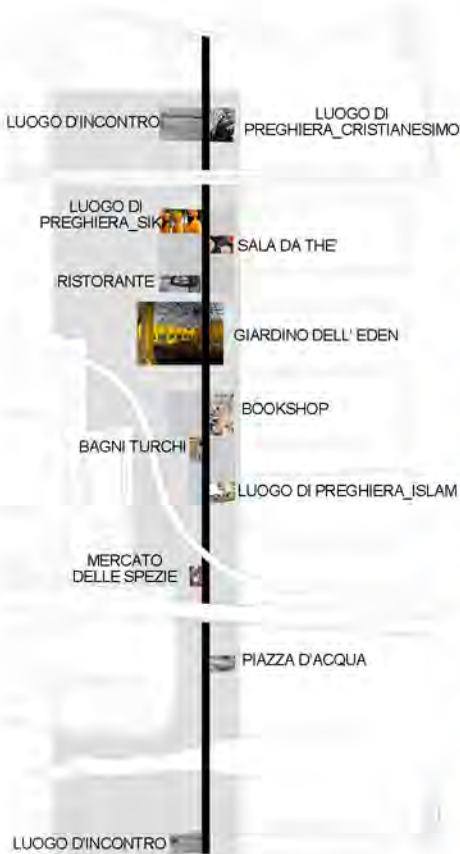 LUOGO D'INCONTRO
LUOGO DI
PREGHIERA_CRISTIANESIMO
LUOGO DI
PREGHIERA_SIK
SALA DA THE'
RISTORANTE
GIARDINO DELL' EDEN
BOOKSHOP
BAGNI TURCHI
LUOGO DI PREGHIERA_ISLAM
MERCATO
DELLE SPEZIE
PIAZZA D'ACQUA
LUOGO D'INCONTRO